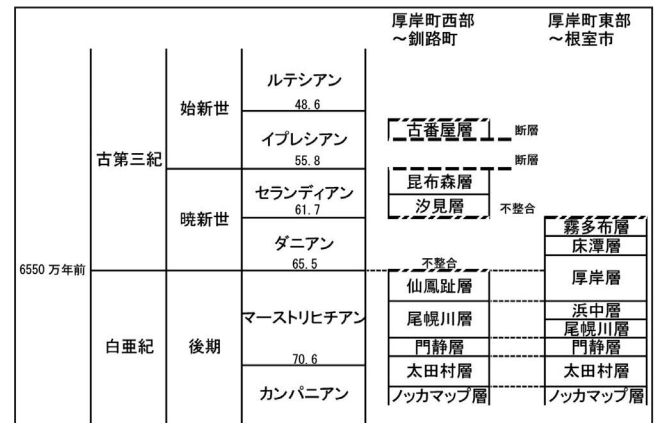 厚岸町西部
～釧路町
厚岸町東部
～根室市
ルテシアン
48.6
始新世
古番屋層
断層
イプレシアン
55.8
断層
古第三紀
昆布森層
セランディアン
61.7
汐見層
不整合
暁新世
霧多布層
床潭層
ダニアン
65.5
不整合
6550万年前
厚岸層
仙鳳趾層
マーストリヒチアン
尾幌川層
浜中層
尾幌川層
白亜紀
後期
門静層
門静層
70.6
太田村層
太田村層
カンパニアン
ノッカマップ層
ノッカマップ層